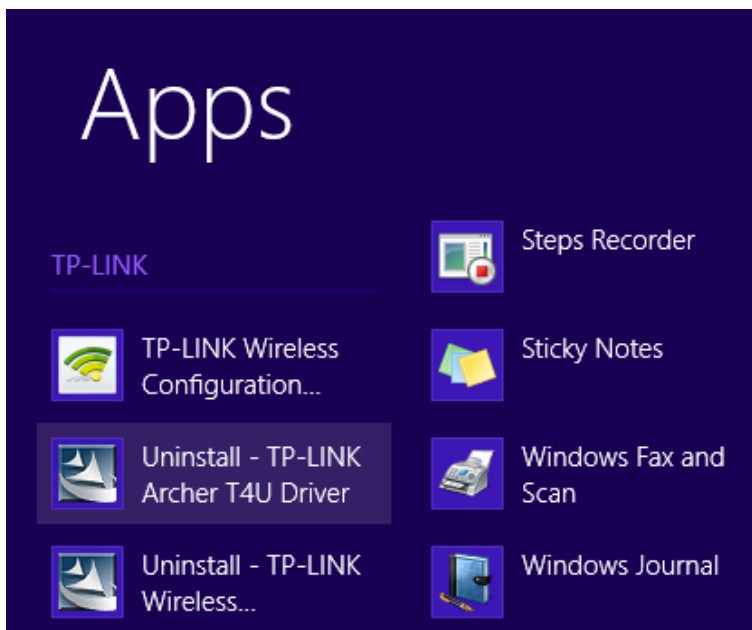 Apps
TP-LINK
TP-LINK Wireless
Configuration...
Uninstall - TP-LINK
Archer T4U Driver
Uninstall - TP-LINK
Wireless...
Steps Recorder
Sticky Notes
Windows Fax and
Scan
Windows Journal